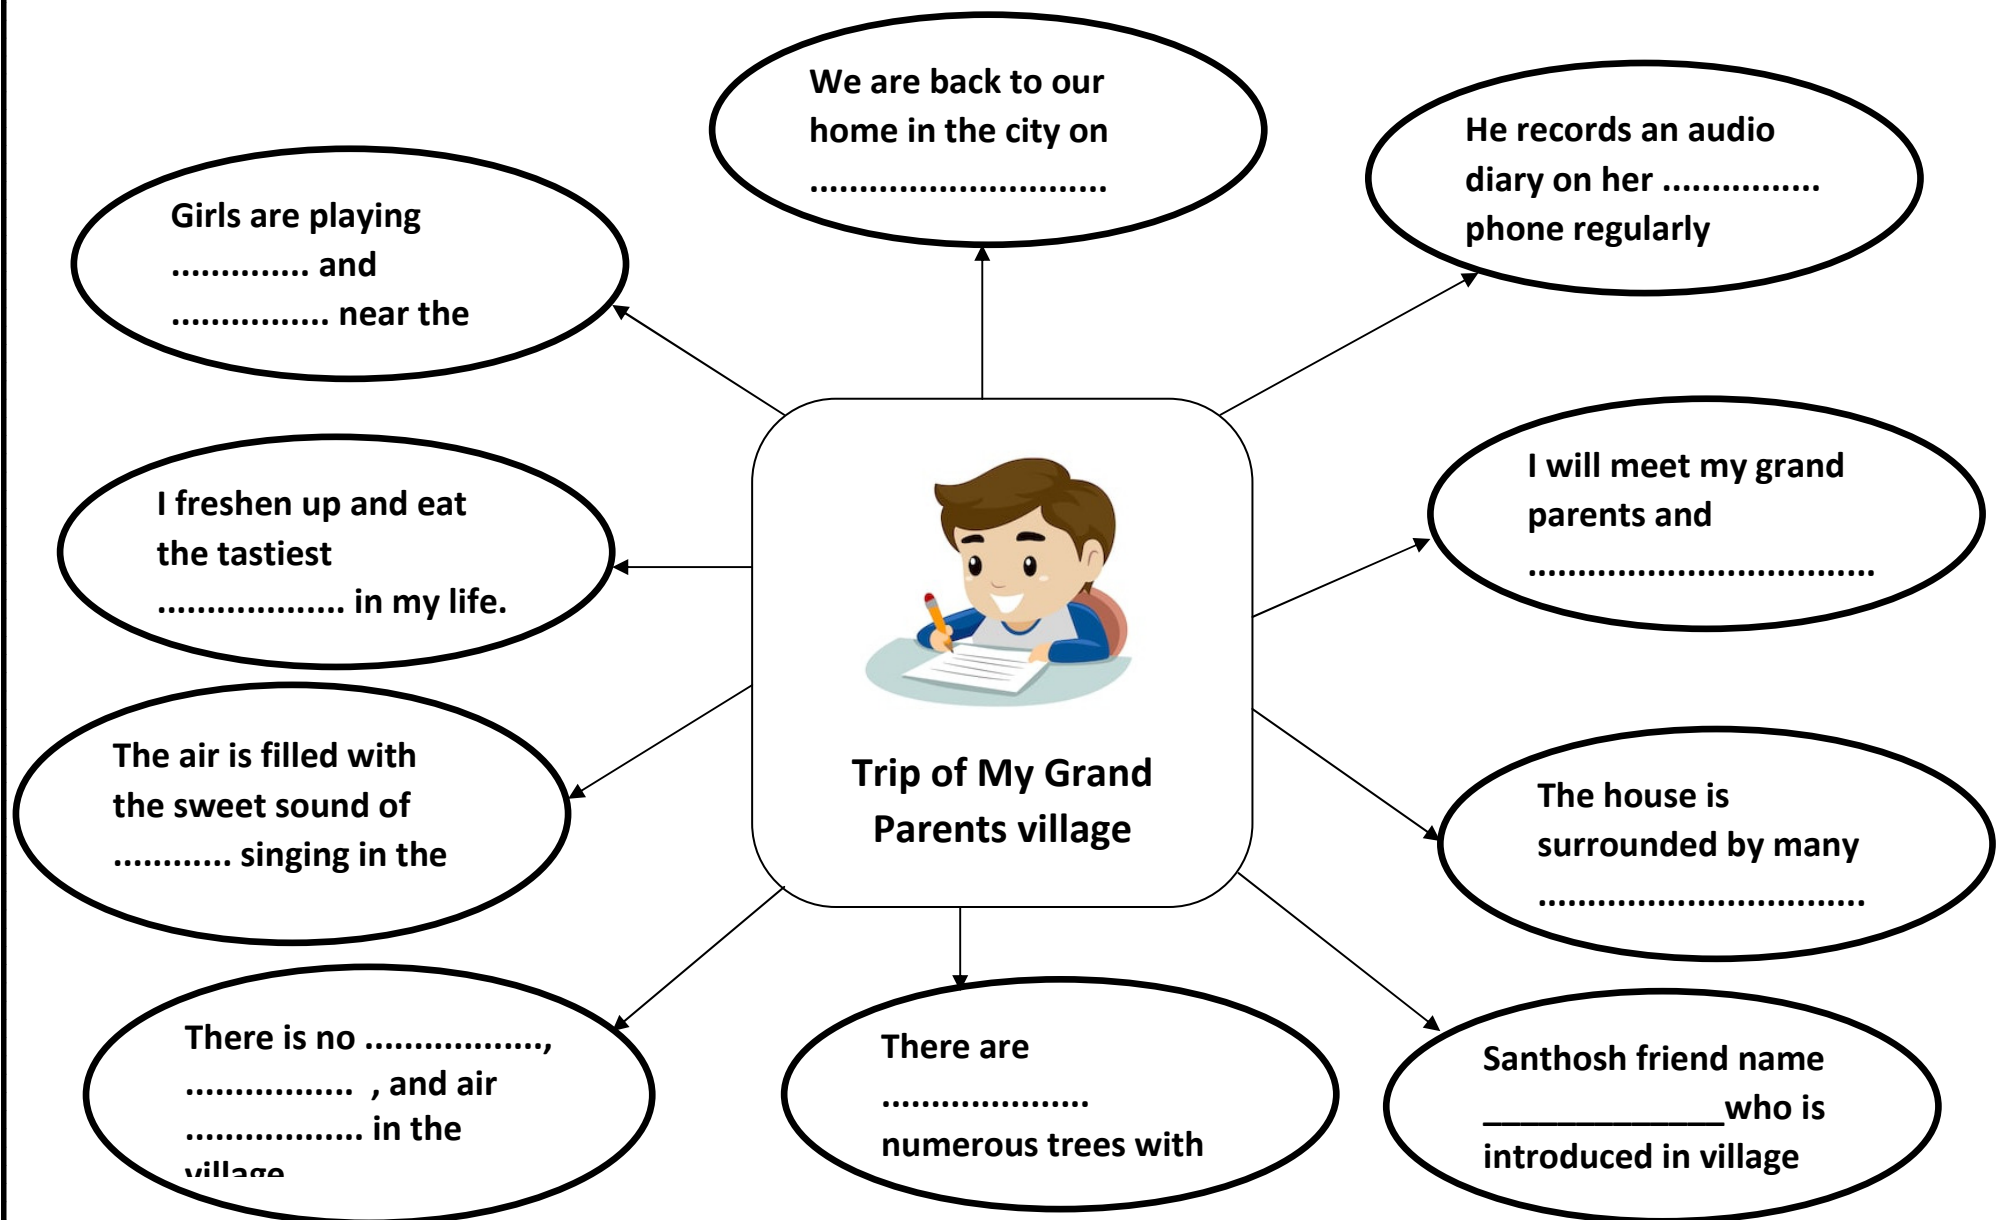 We are back to our
home in the city on
..............................
He records an audio
diary on her ................
phone regularly
Girls are playing
.............. and
................ near the
I will meet my grand
parents and
...................................
I freshen up and eat
the tastiest
................... in my life.
The air is filled with
the sweet sound of
............ singing in the
Trip of My Grand
Parents village
The house is
surrounded by many
.................................
There is no ..................,
................. , and air
.................. in the
village
There are
.....................
numerous trees with
Santhosh friend name
_____________who is
introduced in village